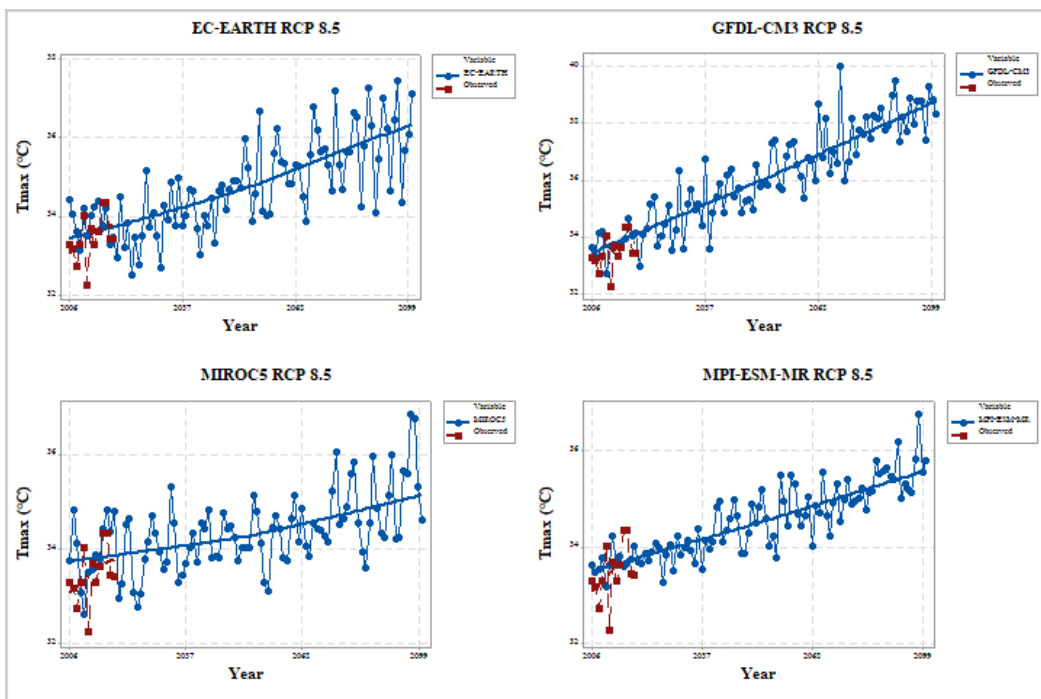 EC-EARTH RCP 8.5
38
36
34
32
Tmax (°C)
2006
2037
2068
2099
Year
Variable
EC-EARTH
Observed
GFDL-CM3 RCP 8.5
40
38
36
34
32
Tmax (°C)
2006
2037
2068
2099
Year
Variable
GFDL-CM3
Observed
MIROC5 RCP 8.5
36
34
32
Tmax (°C)
2006
2037
2068
2099
Year
Variable
MIROC5
Observed
MPI-ESM-MR RCP 8.5
36
34
32
Tmax (°C)
2006
2037
2068
2099
Year
Variable
MPI-ESM-MR
Observed